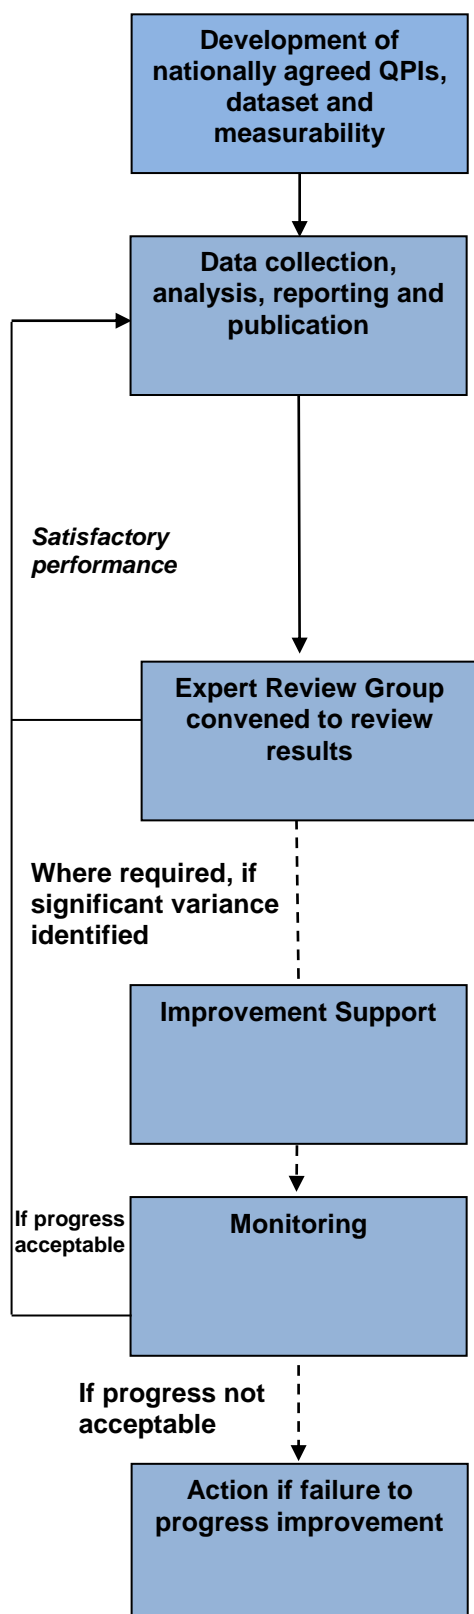 Development of
nationally agreed QPIs,
dataset and
measurability
Data collection,
analysis, reporting and
publication
Satisfactory
performance
Expert Review Group
convened to review
results
Where required, if
significant variance
identified
Improvement Support
Monitoring
If progress
acceptable
If progress not
acceptable
Action if failure to
progress improvement